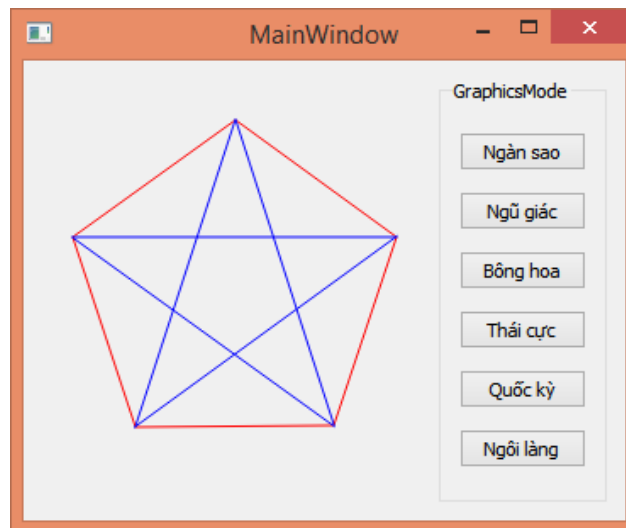 MainWindow
GraphicsMode
Ngàn sao
Ngũ giác
Bông hoa
Thái cực
Quốc kỳ
Ngôi làng